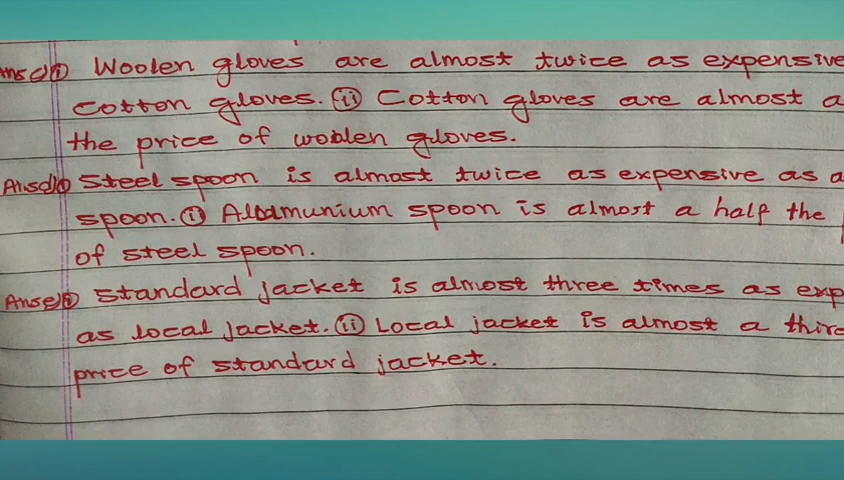 Ans c) i) Woolen gloves are almost twice as expensive
cotton gloves. ii) Cotton gloves are almost a
the price of woolen gloves.
Ans d) i) Steel spoon is almost twice as expensive as a
spoon. ii) Alamunium spoon is almost a half the
of steel spoon.
Ans e) i) Standard jacket is almost three times as exp
as local jacket. ii) Local jacket is almost a thir
price of standard jacket.